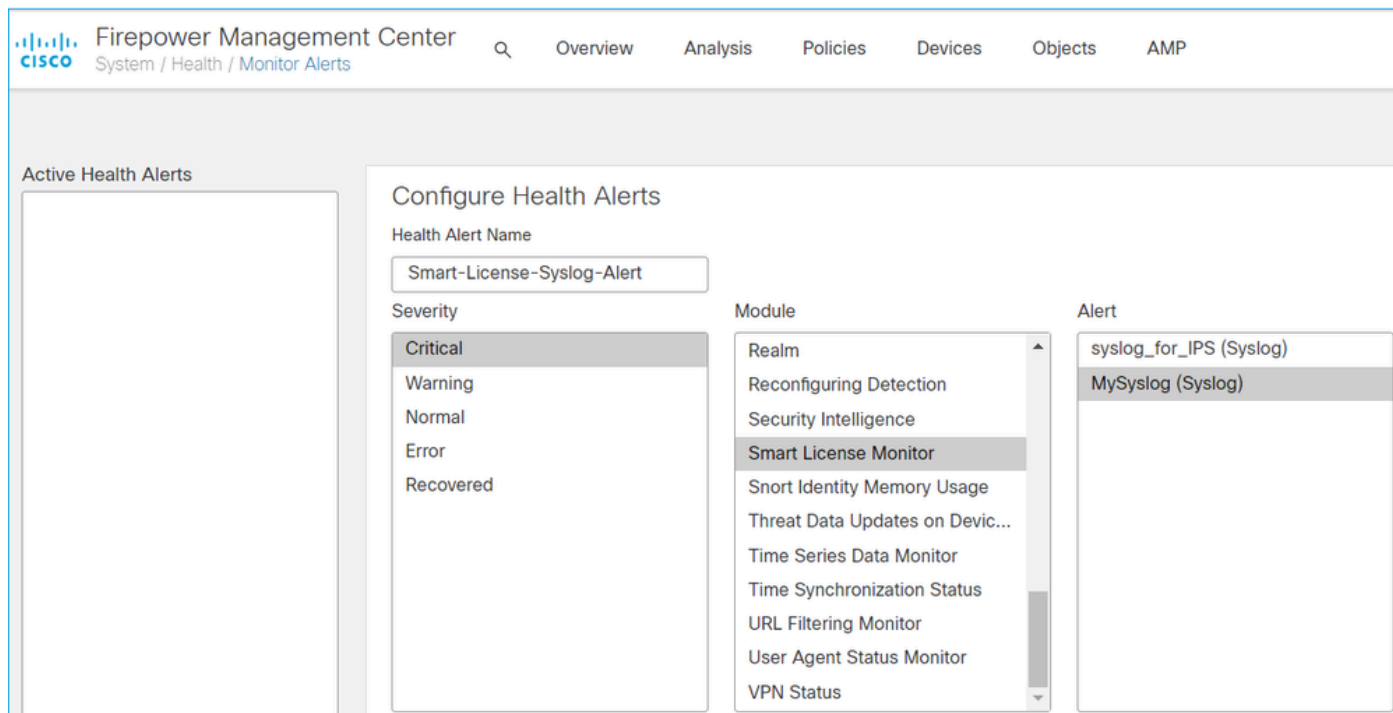 CISCO
Firepower Management Center
System / Health / Monitor Alerts
Overview
Analysis
Policies
Devices
Objects
AMP
Active Health Alerts
Configure Health Alerts
Health Alert Name
Smart-License-Syslog-Alert
Severity
Critical
Warning
Normal
Error
Recovered
Module
Realm
Reconfiguring Detection
Security Intelligence
Smart License Monitor
Snort Identity Memory Usage
Threat Data Updates on Devic...
Time Series Data Monitor
Time Synchronization Status
URL Filtering Monitor
User Agent Status Monitor
VPN Status
Alert
syslog_for_IPS (Syslog)
MySyslog (Syslog)